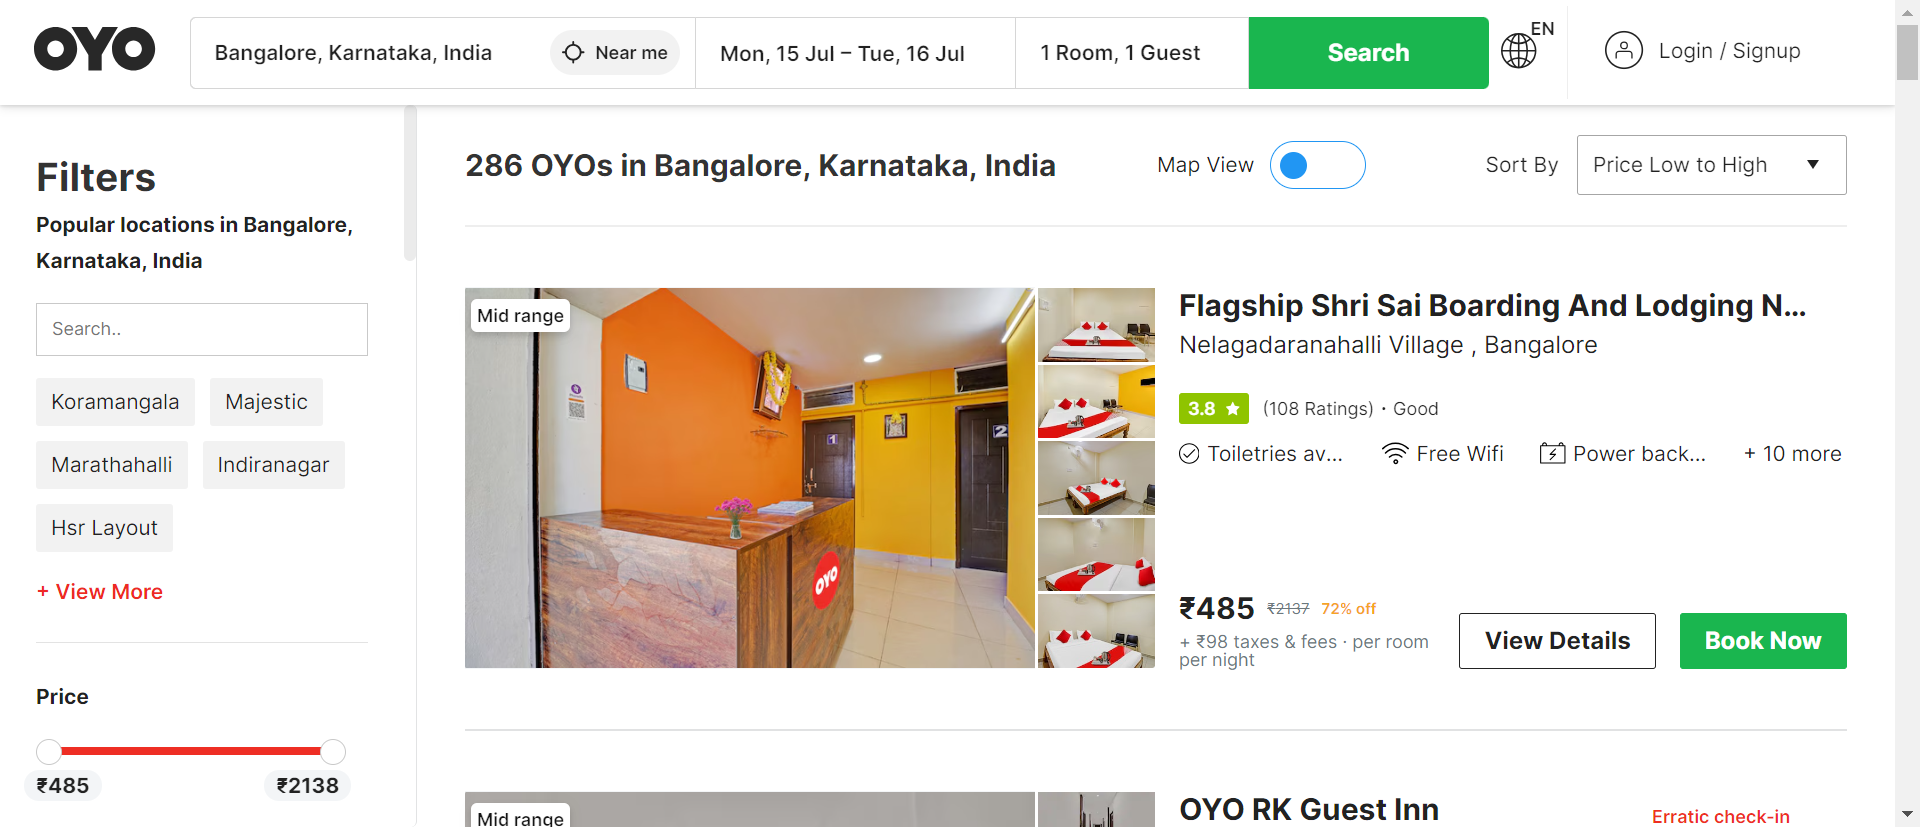 OYO
Bangalore, Karnataka, India
Near me
Mon, 15 Jul – Tue, 16 Jul
1 Room, 1 Guest
Search
EN
Login / Signup
Filters
Popular locations in Bangalore,
Karnataka, India
Search..
Koramangala
Majestic
Marathahalli
Indiranagar
Hsr Layout
+ View More
Price
₹485
₹2138
286 OYOs in Bangalore, Karnataka, India
Map View
Sort By
Price Low to High
Mid range
1
2
OYO
Flagship Shri Sai Boarding And Lodging N...
Nelagadaranahalli Village , Bangalore
3.8
(108 Ratings) · Good
Toiletries av...
Free Wifi
Power back...
+ 10 more
₹485 ₹2137 72% off
+ ₹98 taxes & fees · per room
per night
View Details
Book Now
Mid range
OYO RK Guest Inn
Erratic check-in